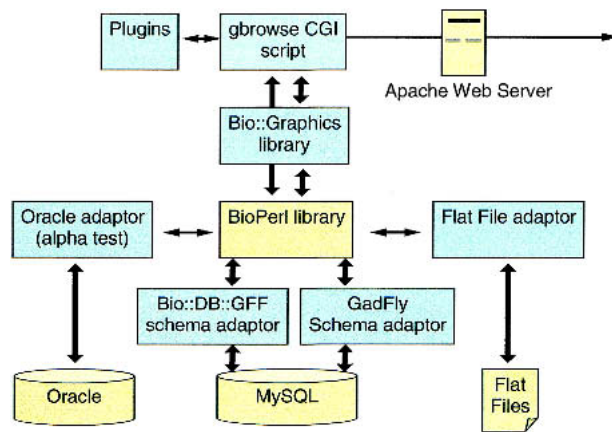 Plugins
gbrowse CGI
script
Apache Web Server
Bio::Graphics
library
Oracle adaptor
(alpha test)
BioPerl library
Flat File adaptor
Bio::DB::GFF
schema adaptor
GadFly
Schema adaptor
Oracle
MySQL
Flat
Files